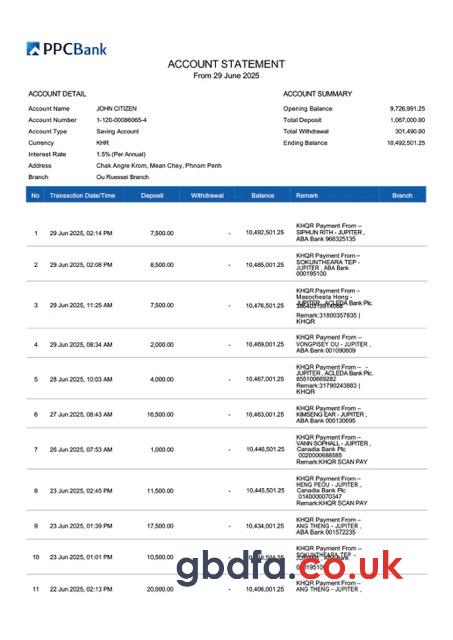 PPCBank
ACCOUNT STATEMENT
From 29 June 2025
ACCOUNT DETAIL
Account Name JOHN CITIZEN
Account Number 1-120-00086065-4
Account Type Saving Account
Currency KHR
Interest Rate 1.5% (Per Annual)
Address Chak Angre Krom, Mean Chey, Phnom Penh
Branch Ou Ruessel Branch
ACCOUNT SUMMARY
Opening Balance 9,726,991.25
Total Deposit 1,067,000.00
Total Withdrawal 301,490.00
Ending Balance 10,492,501.25
No Transaction Date/Time Deposit Withdrawal Balance Remark Branch
1 29 Jun 2025, 02:14 PM 7,500.00 - 10,492,501.25
KHQR Payment From –
SIPHUN RITH - JUPITER ,
ABA Bank 966325135
2 29 Jun 2025, 02:08 PM 8,500.00 - 10,485,001.25
KHQR Payment From –
SOKUNTHEARA TEP -
JUPITER , ABA Bank
000195100
3 29 Jun 2025, 11:25 AM 7,500.00 - 10,476,501.25
KHQR Payment From –
Masocheata Hong -
JUPITER , ACLEDA Bank Plc.
Remark:31800357835 |
KHQR
4 29 Jun 2025, 08:34 AM 2,000.00 - 10,469,001.25
KHQR Payment From –
VONGPISEY OU - JUPITER ,
ABA Bank 001090609
5 28 Jun 2025, 10:03 AM 4,000.00 - 10,467,001.25
KHQR Payment From – -
JUPITER , ACLEDA Bank Plc.
855100669282
Remark:31790243883 |
KHQR
6 27 Jun 2025, 08:43 AM 16,500.00 - 10,463,001.25
KHQR Payment From –
KIMSENG EAR - JUPITER ,
ABA Bank 000130695
7 26 Jun 2025, 07:53 AM 1,000.00 - 10,446,501.25
KHQR Payment From –
VANN SOPHALL - JUPITER ,
Canadia Bank Plc
0020000688585
Remark:KHQR SCAN PAY
8 23 Jun 2025, 02:45 PM 11,500.00 - 10,445,501.25
KHQR Payment From –
HENG PEOU - JUPITER ,
Canadia Bank Plc
0140000070347
Remark:KHQR SCAN PAY
9 23 Jun 2025, 01:39 PM 17,500.00 - 10,434,001.25
KHQR Payment From –
ANG THENG - JUPITER ,
ABA Bank 001572235
10 23 Jun 2025, 01:01 PM 10,500.00 -
KHQR Payment From –
SOKUNTHEARA TEP -
gbdfa.co.uk
11 22 Jun 2025, 02:13 PM 20,000.00 - 10,406,001.25
KHQR Payment From –
ANG THENG - JUPITER ,